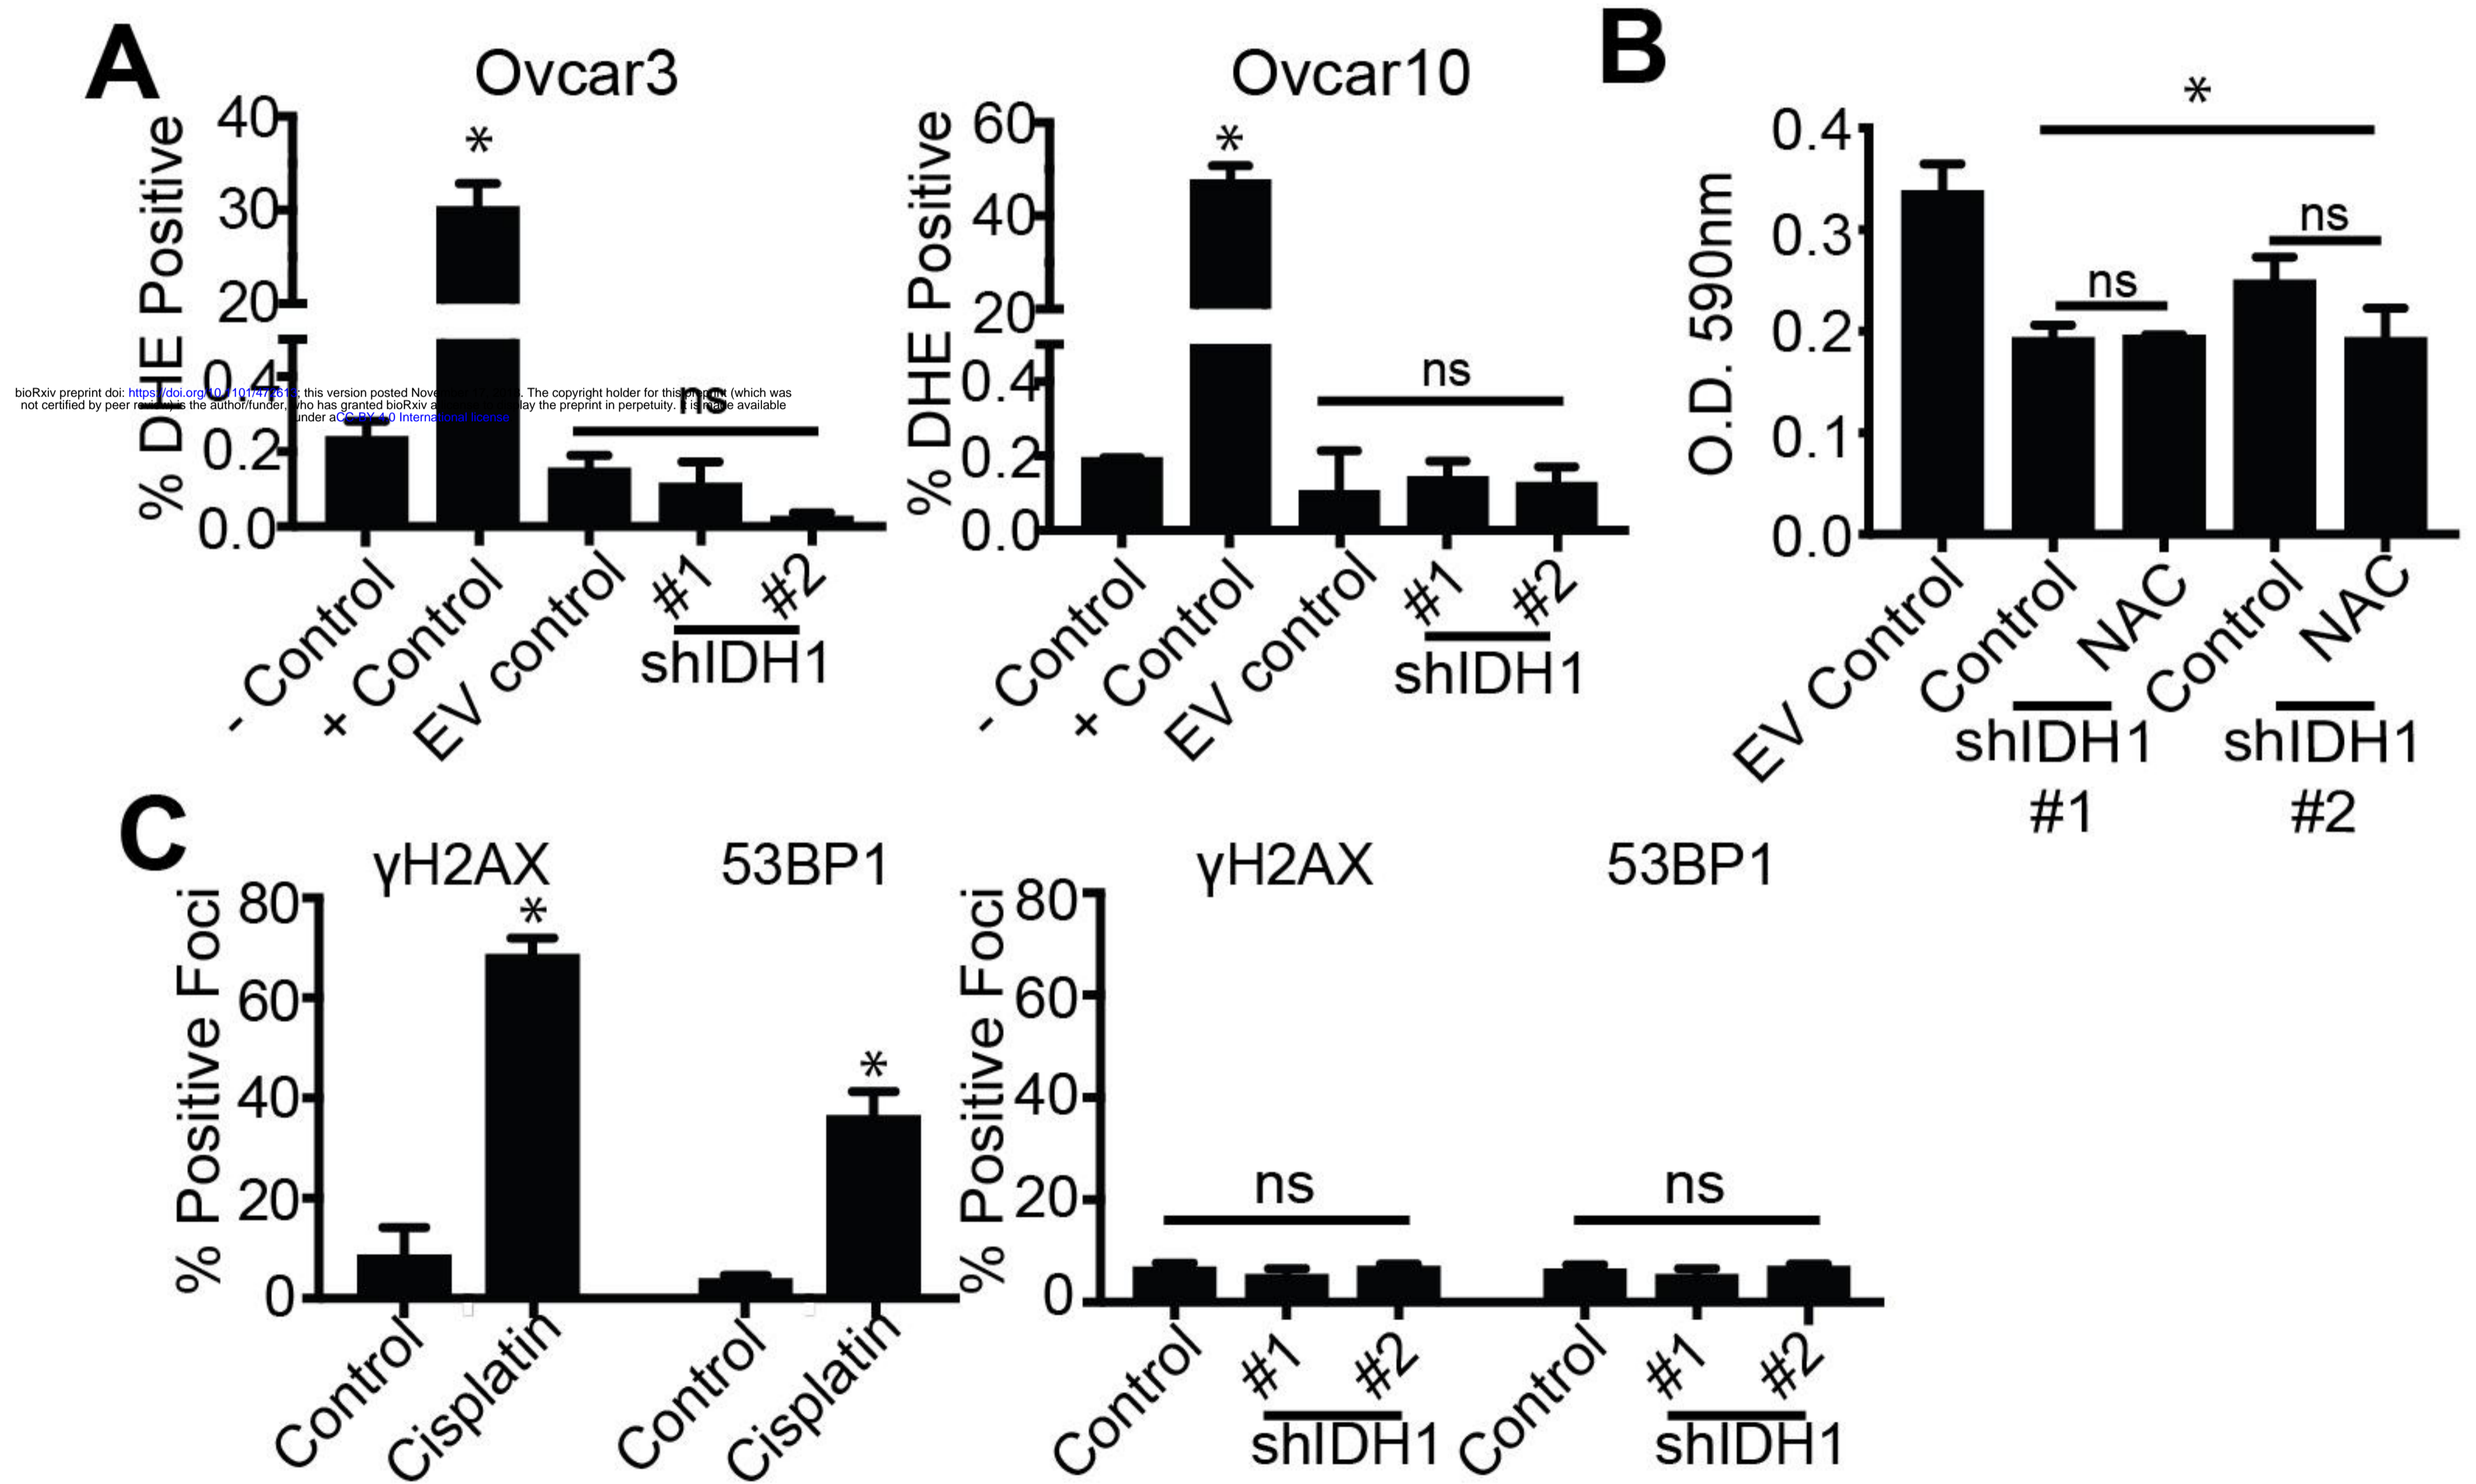 A
Ovcar3
% DHE Positive
40
30
20
0.4
0.2
0.0
*
ns
- Control
+ Control
EV control
#1
#2
shIDH1
bioRxiv preprint doi: https://doi.org/10.1101/472613; this version posted November . The copyright holder for this preprint (which was
not certified by peer review) is the author/funder, who has granted bioRxiv a display the preprint in perpetuity. It is made available
under aCC-BY 4.0 International license
Ovcar10
% DHE Positive
60
40
20
0.4
0.2
0.0
*
ns
- Control
+ Control
EV control
#1
#2
shIDH1
B
O.D. 590nm
0.4
0.3
0.2
0.1
0.0
*
ns
ns
EV Control
Control
NAC
Control
NAC
shIDH1
#1
shIDH1
#2
C
γH2AX
53BP1
% Positive Foci
80
60
40
20
0
*
*
Control
Cisplatin
Control
Cisplatin
γH2AX
53BP1
% Positive Foci
80
60
40
20
0
ns
ns
Control
#1
#2
shIDH1
Control
#1
#2
shIDH1